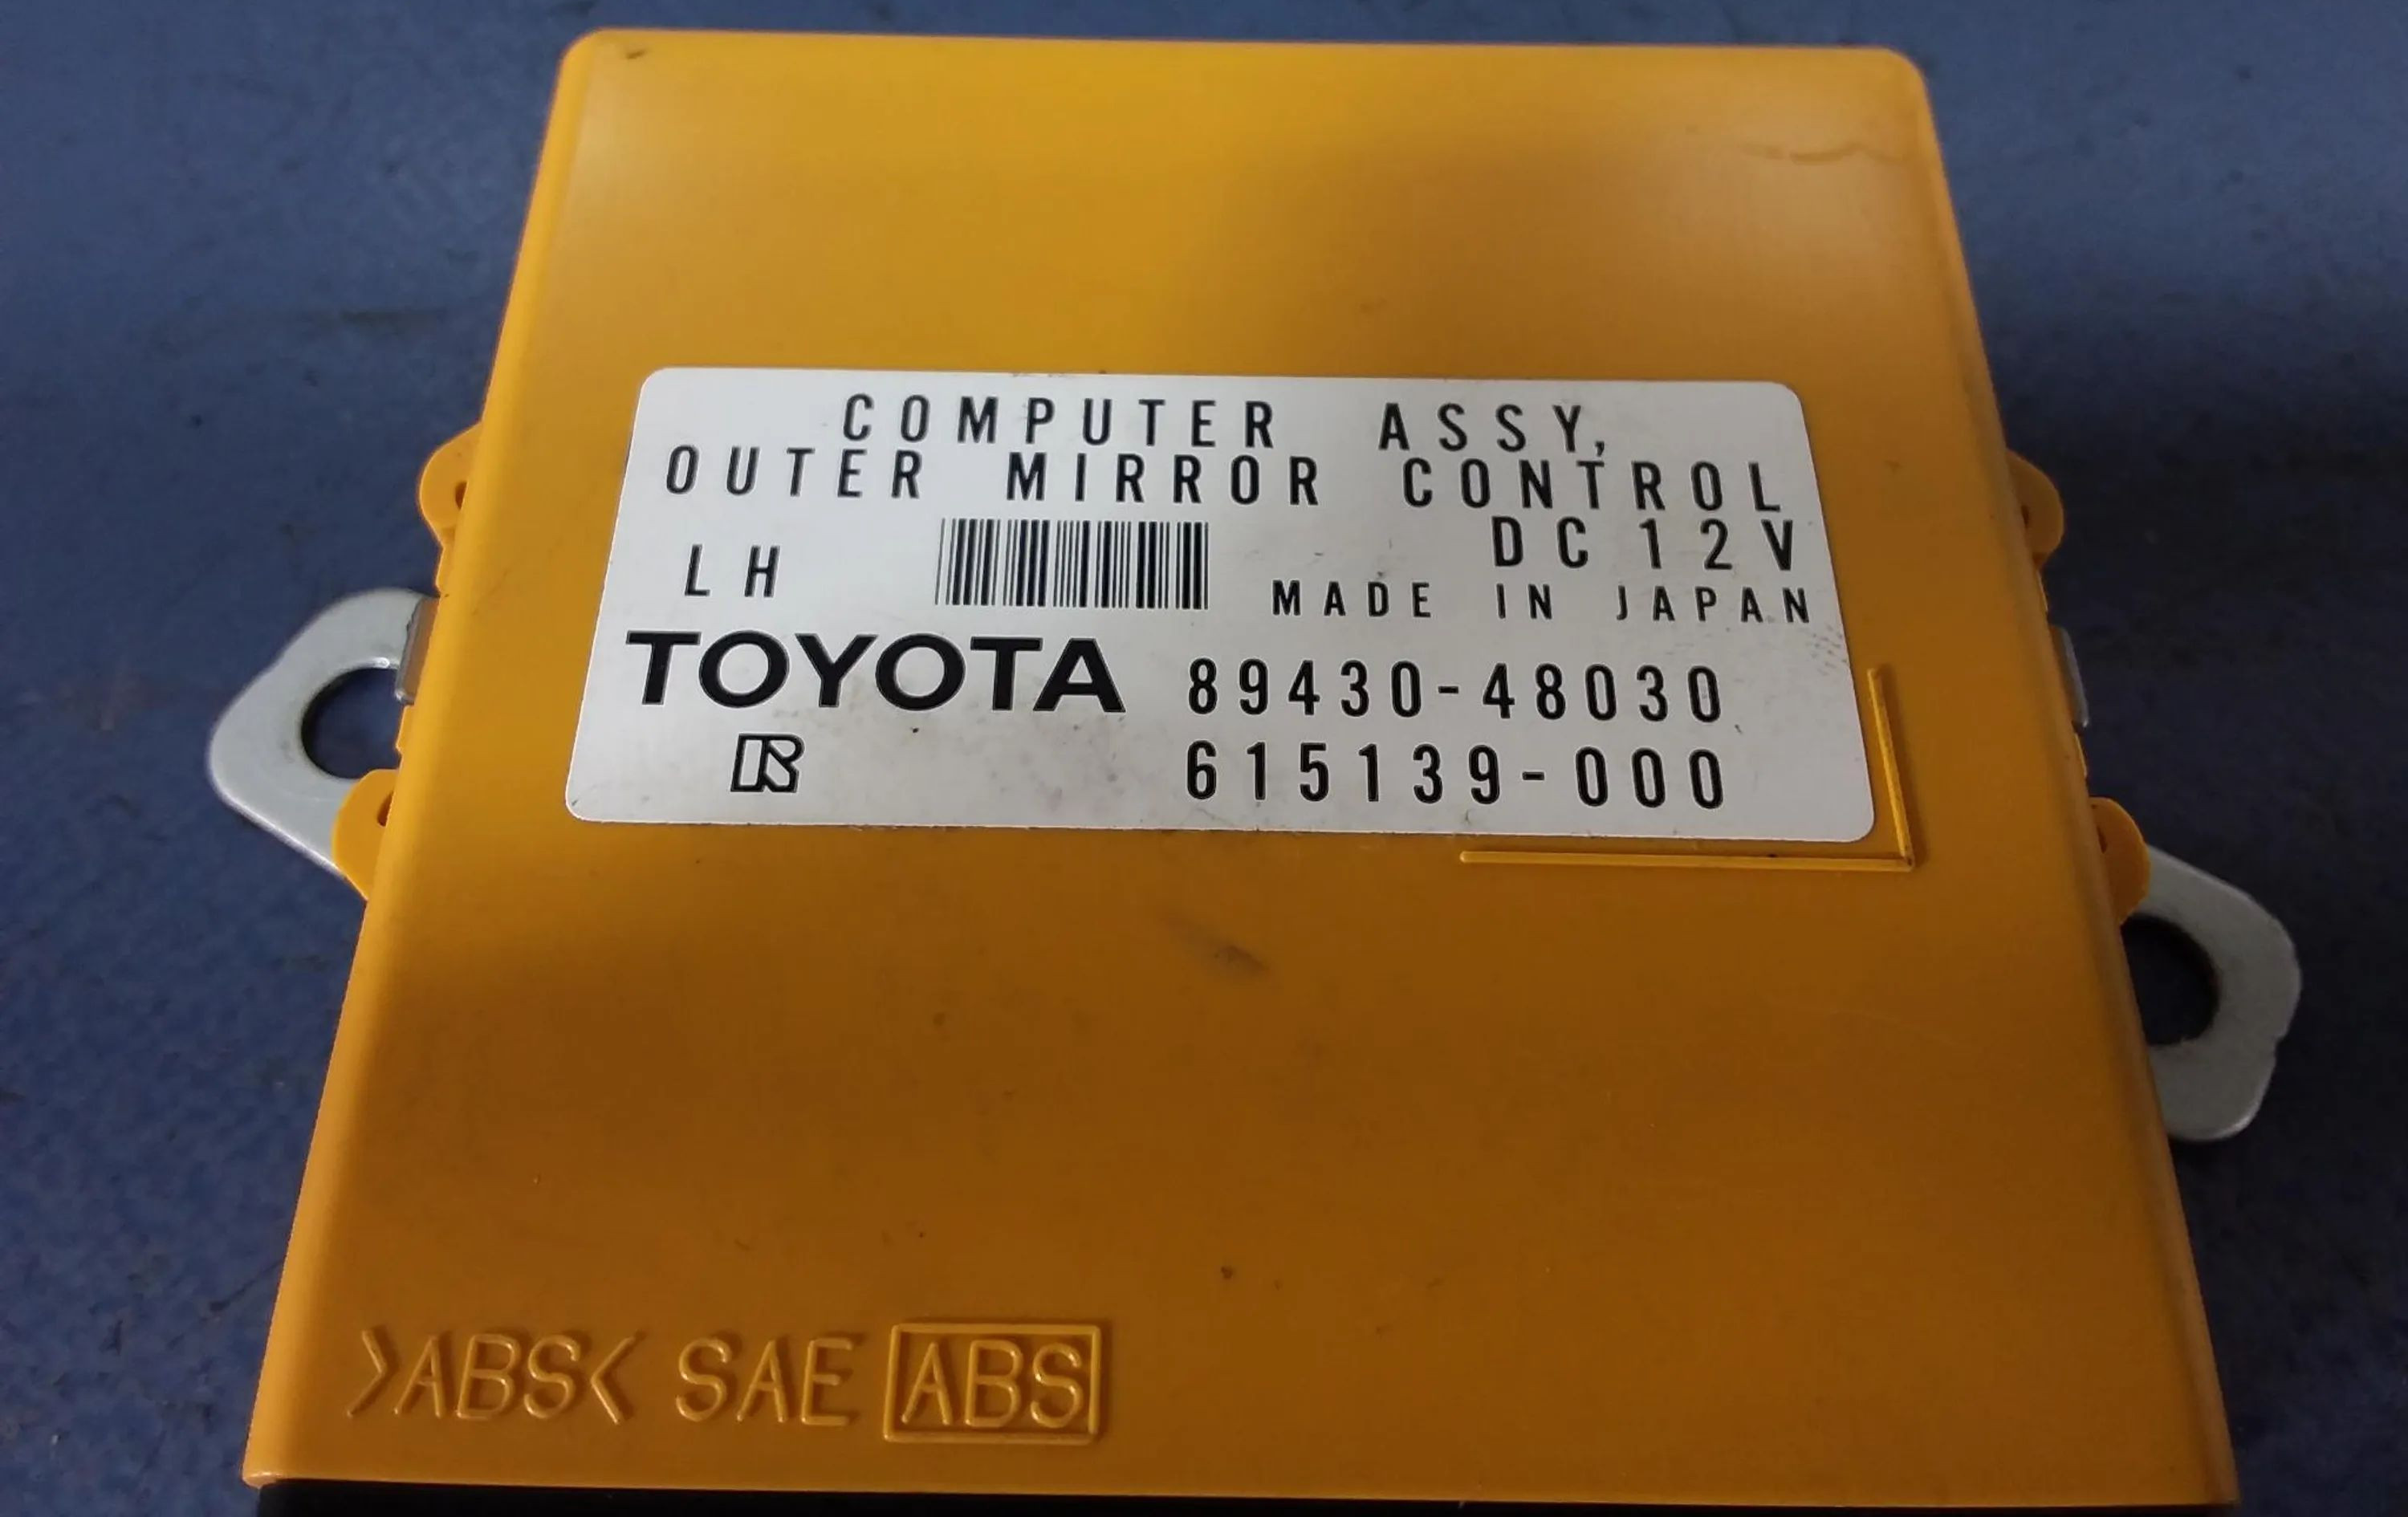 COMPUTER ASSY,
OUTER MIRROR CONTROL
DC12V
LH
MADE IN JAPAN
TOYOTA 89430-48030
R 615139-000
>ABS< SAE ABS